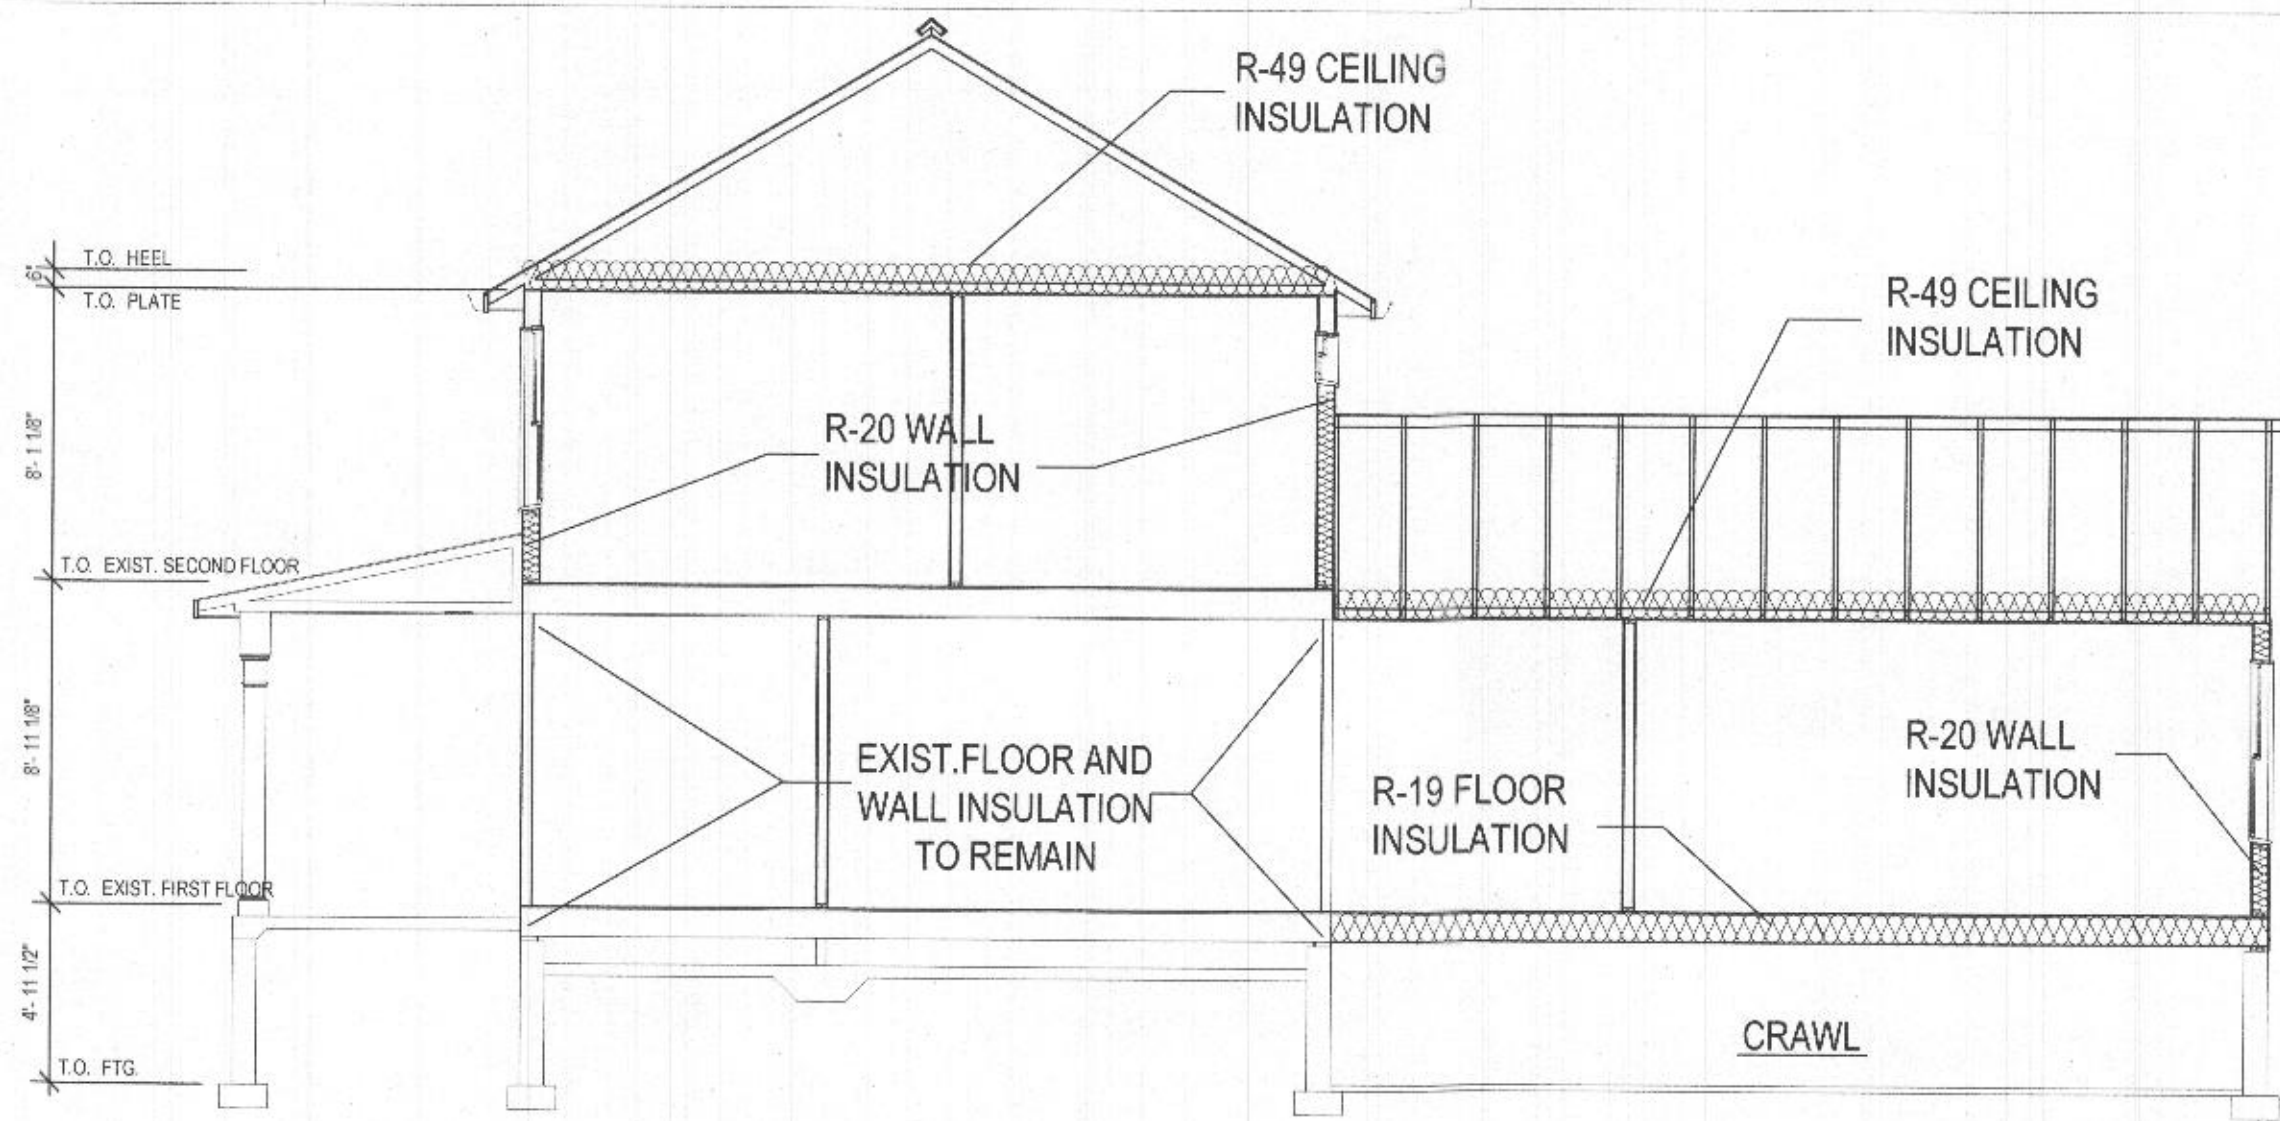 R-49 CEILING
INSULATION
T.O. HEEL
6"
T.O. PLATE
R-49 CEILING
INSULATION
8'- 1 1/8"
R-20 WALL
INSULATION
T.O. EXIST. SECOND FLOOR
8'- 11 1/8"
EXIST.FLOOR AND
WALL INSULATION
TO REMAIN
R-19 FLOOR
INSULATION
R-20 WALL
INSULATION
T.O. EXIST. FIRST FLOOR
4'- 11 1/2"
CRAWL
T.O. FTG.